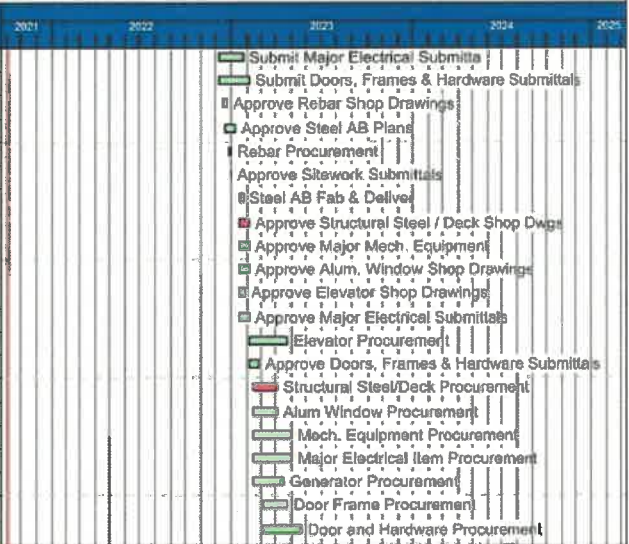 2021 2022 2023 2024 2025
Submit Major Electrical Submitta
Submit Doors, Frames & Hardware Submittals
Approve Rebar Shop Drawings
Approve Steel AB Plans
Rebar Procurement
Approve Sitework Submittals
Steel AB Fab & Deliver
Approve Structural Steel / Deck Shop Dwgs
Approve Major Mech. Equipment
Approve Alum. Window Shop Drawings
Approve Elevator Shop Drawings
Approve Major Electrical Submittals
Elevator Procurement
Approve Doors, Frames & Hardware Submittals
Structural Steel/Deck Procurement
Alum Window Procurement
Mech. Equipment Procurement
Major Electrical Item Procurement
Generator Procurement
Door Frame Procurement
Door and Hardware Procurement